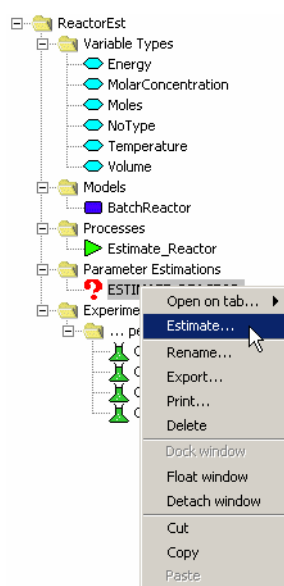 ReactorEst
Variable Types
Energy
MolarConcentration
Moles
NoType
Temperature
Volume
Models
BatchReactor
Processes
Estimate_Reactor
Parameter Estimations
Open on tab...
Estimate...
Experime
Rename...
... pe
Export...
Print...
Delete
Dock window
Float window
Detach window
Cut
Copy
Paste